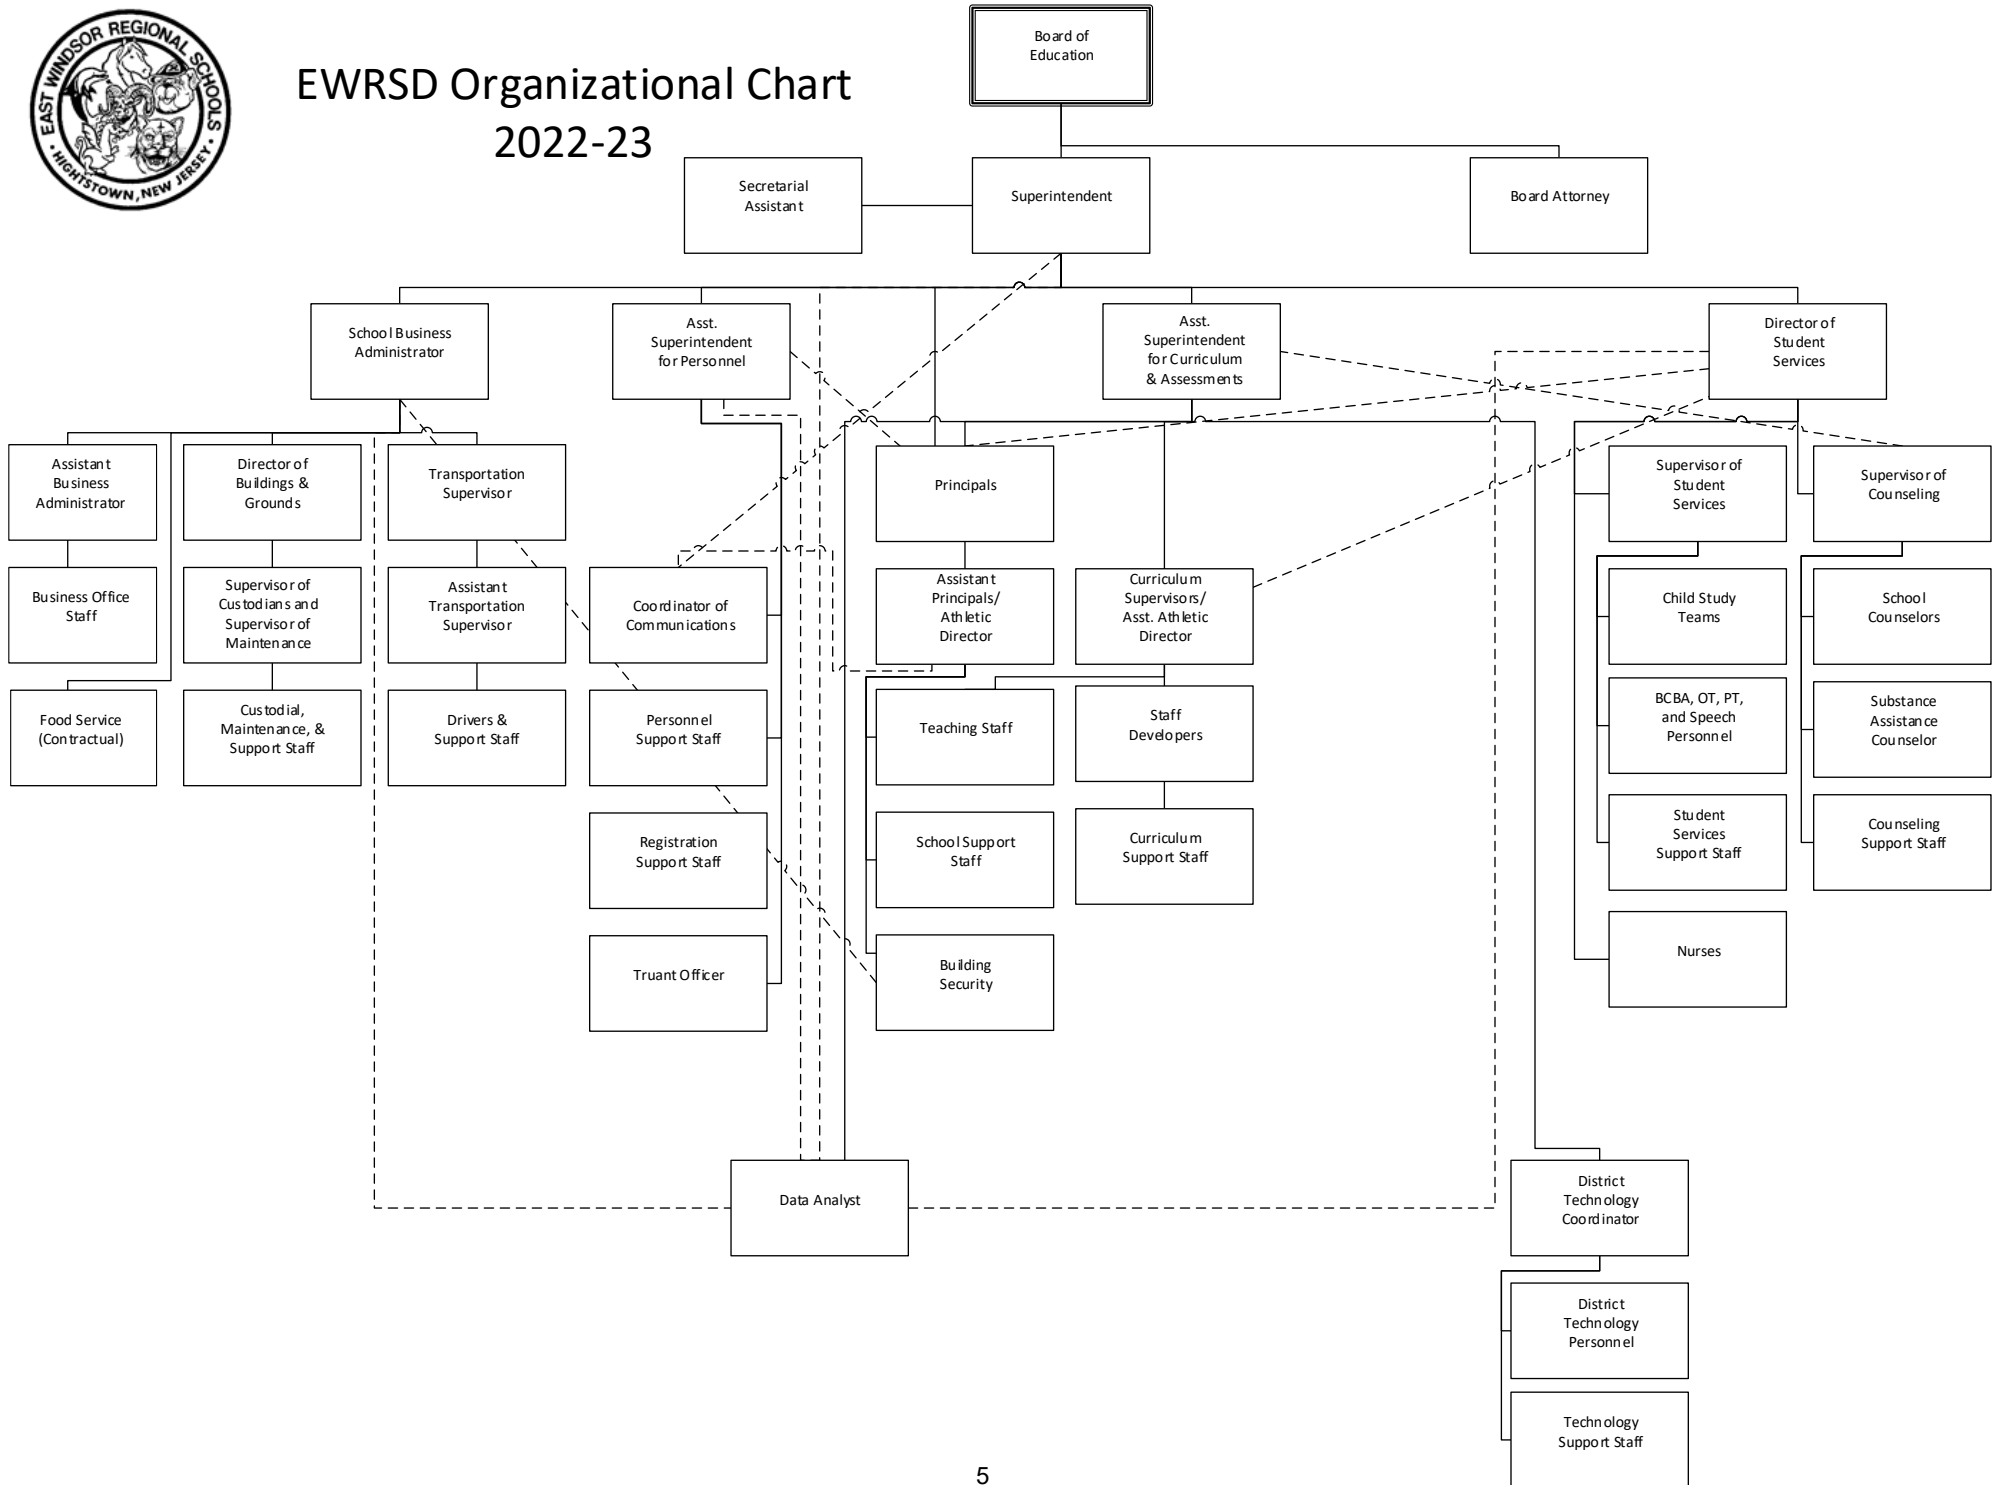 EAST WINDSOR REGIONAL SCHOOLS
HIGHTSTOWN, NEW JERSEY
EWRSD Organizational Chart
2022-23
Board of
Education
Secretarial
Assistant
Superintendent
Board Attorney
School Business
Administrator
Asst.
Superintendent
for Personnel
Asst.
Superintendent
for Curriculum
& Assessments
Director of
Student
Services
Assistant
Business
Administrator
Director of
Buildings &
Grounds
Transportation
Supervisor
Principals
Supervisor of
Student
Services
Supervisor of
Counseling
Business Office
Staff
Supervisor of
Custodians and
Supervisor of
Maintenance
Assistant
Transportation
Supervisor
Coordinator of
Communications
Assistant
Principals/
Athletic
Director
Curriculum
Supervisors/
Asst. Athletic
Director
Child Study
Teams
School
Counselors
Food Service
(Contractual)
Custodial,
Maintenance, &
Support Staff
Drivers &
Support Staff
Personnel
Support Staff
Teaching Staff
Staff
Developers
BCBA, OT, PT,
and Speech
Personnel
Substance
Assistance
Counselor
Registration
Support Staff
School Support
Staff
Curriculum
Support Staff
Student
Services
Support Staff
Counseling
Support Staff
Truant Officer
Building
Security
Nurses
Data Analyst
District
Technology
Coordinator
District
Technology
Personnel
Technology
Support Staff
5